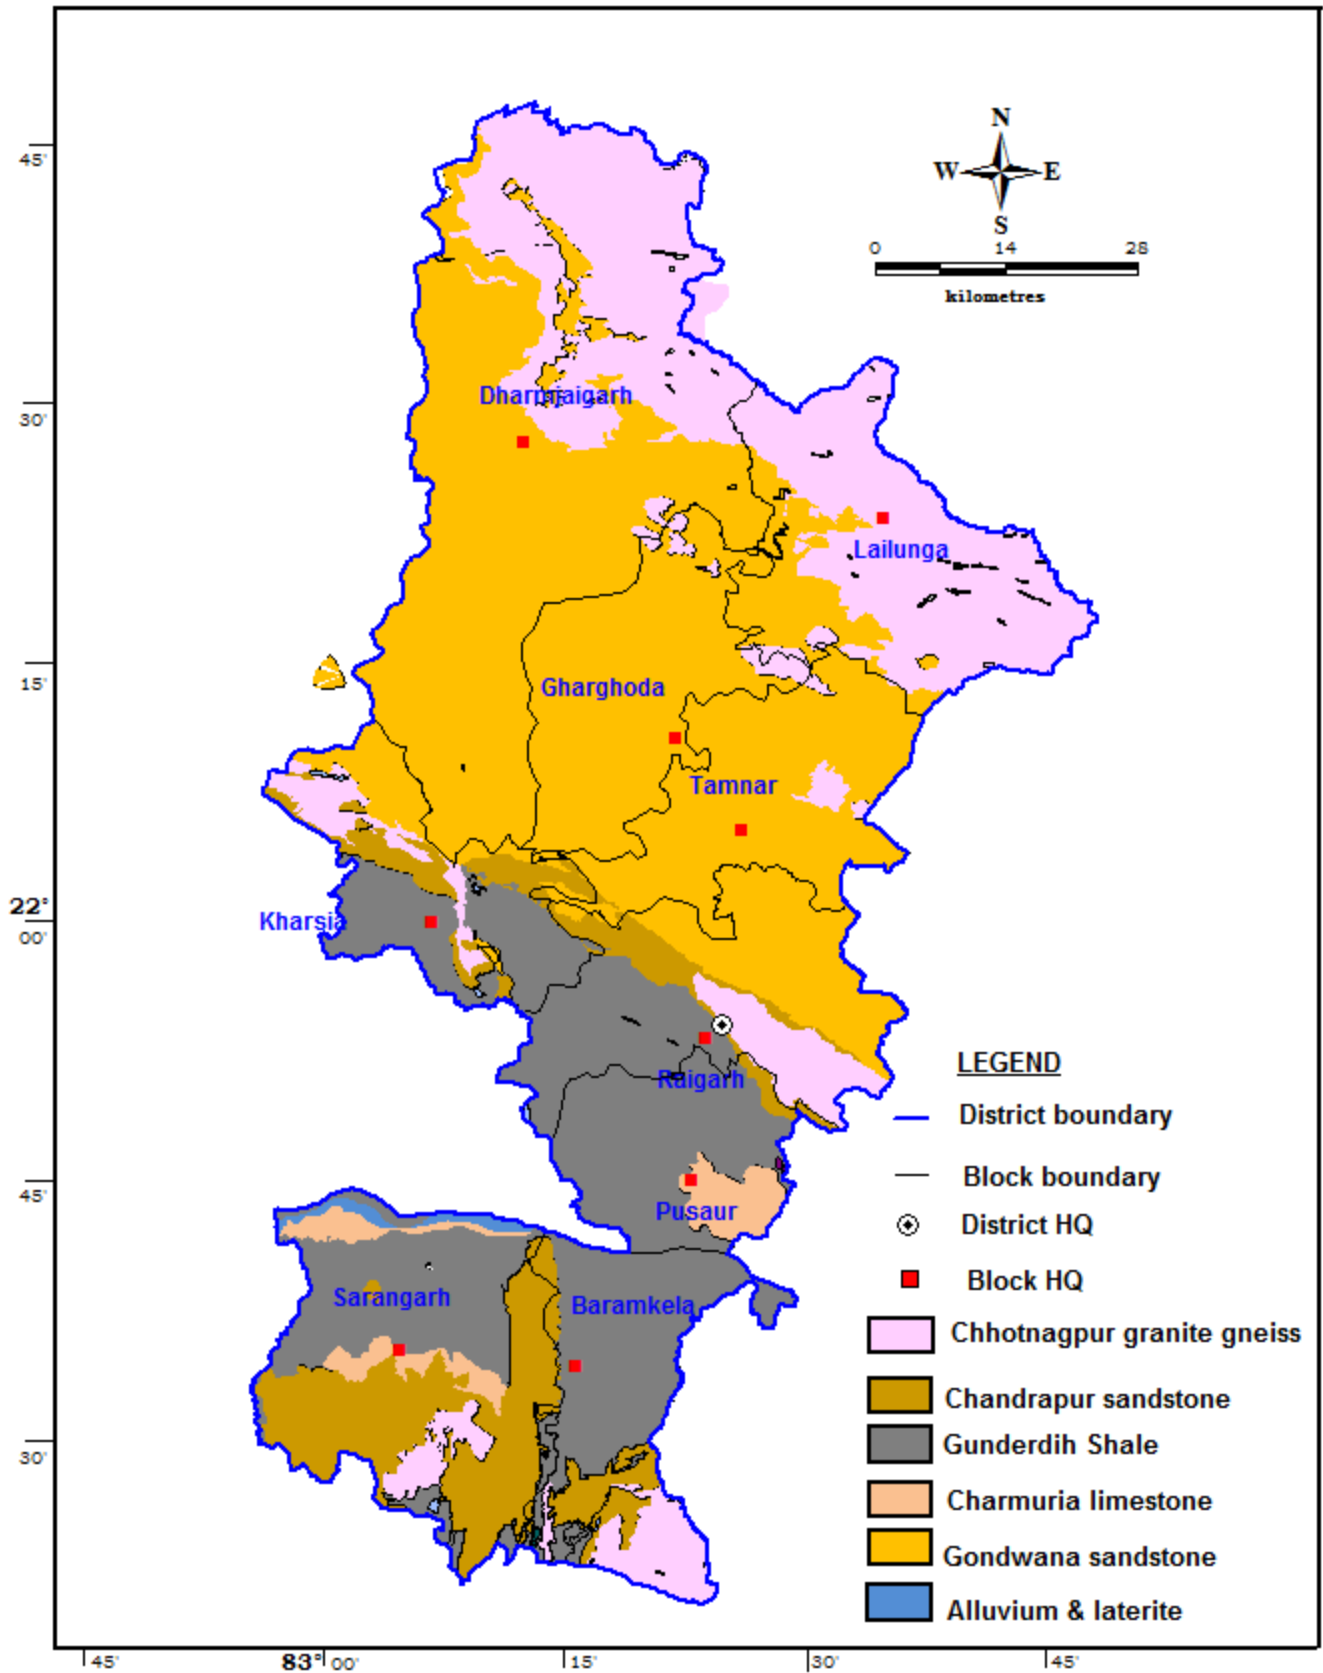 N
W E
S
0 14 28
kilometres
45'
30'
15'
22°
00'
45'
30'
Dharmjaigarh
Lailunga
Gharghoda
Tamnar
Kharsia
Raigarh
Pusaur
Sarangarh
Baramkela
LEGEND
District boundary
Block boundary
District HQ
Block HQ
Chhotnagpur granite gneiss
Chandrapur sandstone
Gunderdih Shale
Charmuria limestone
Gondwana sandstone
Alluvium & laterite
45' 83° 00' 15' 30' 45'